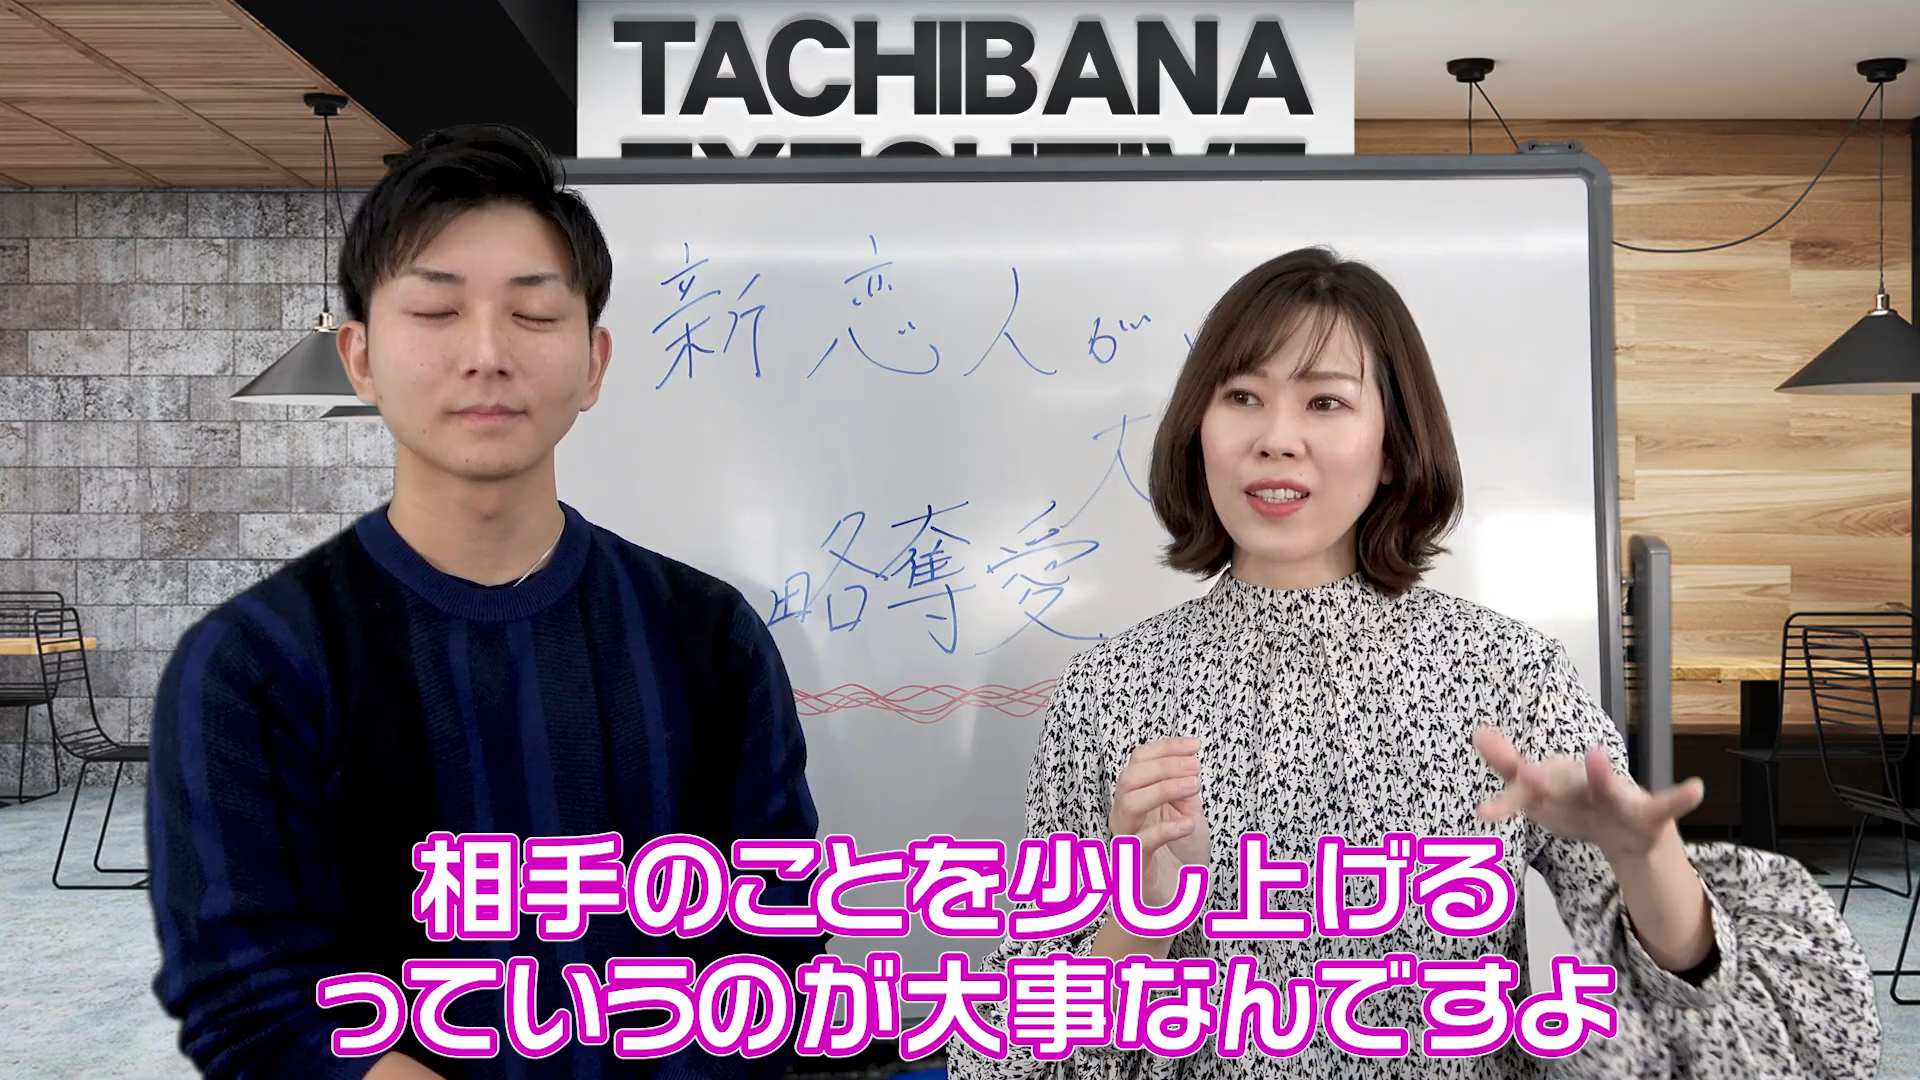 TACHIBANA
EXECUTIVE
新恋人が
大
略奪愛
相手のことを少し上げる
っていうのが大事なんですよ